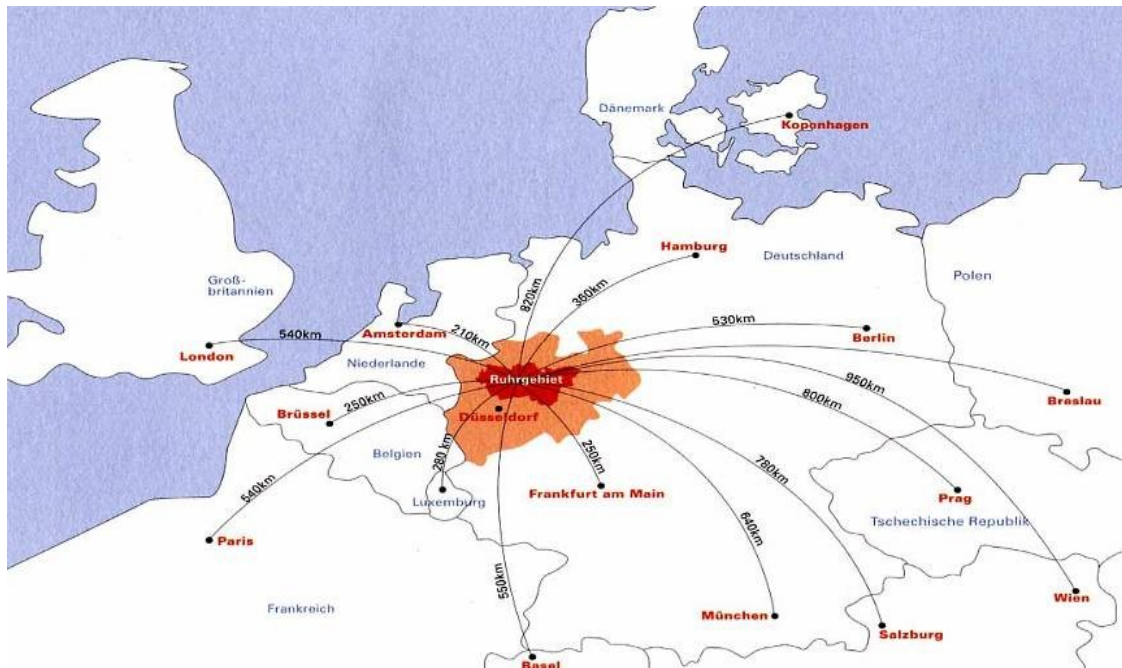 Dänemark
Kopenhagen
Hamburg
Deutschland
Polen
Groß-
britannien
820km
360km
Amsterdam
210km
540km
London
630km
Berlin
Niederlande
Ruhrgebiet
950km
800km
Breslau
Brüssel
250km
Düsseldorf
Belgien
280 km
250km
780km
Luxemburg
Frankfurt am Main
540km
Prag
Tschechische Republik
640km
Paris
550km
Frankreich
München
Wien
Salzburg
Basel